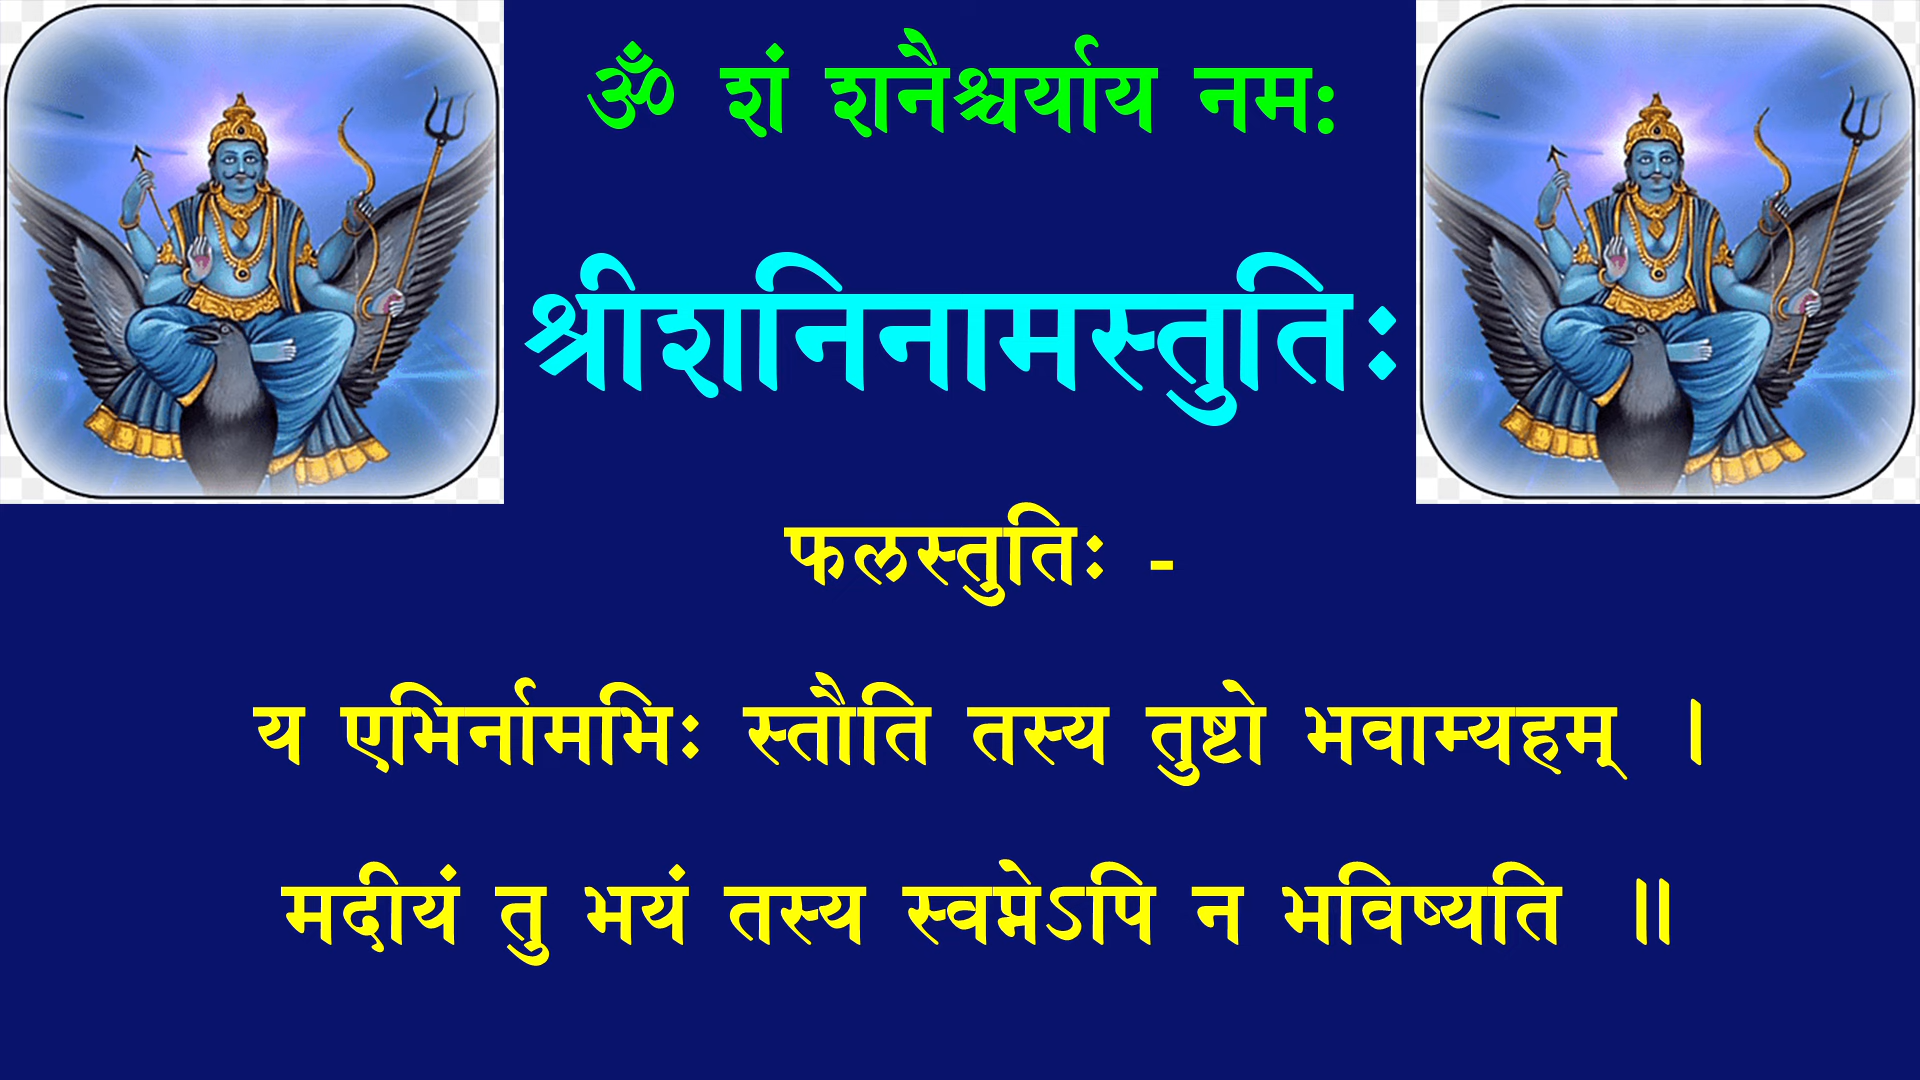 ॐ शं शनैश्चर्याय नम:
श्रीशनिनामस्तुतिः
फलस्तुतिः -
य एभिर्नामभिः स्तौति तस्य तुष्टो भवाम्यहम् ।
मदीयं तु भयं तस्य स्वप्नेऽपि न भविष्यति ॥